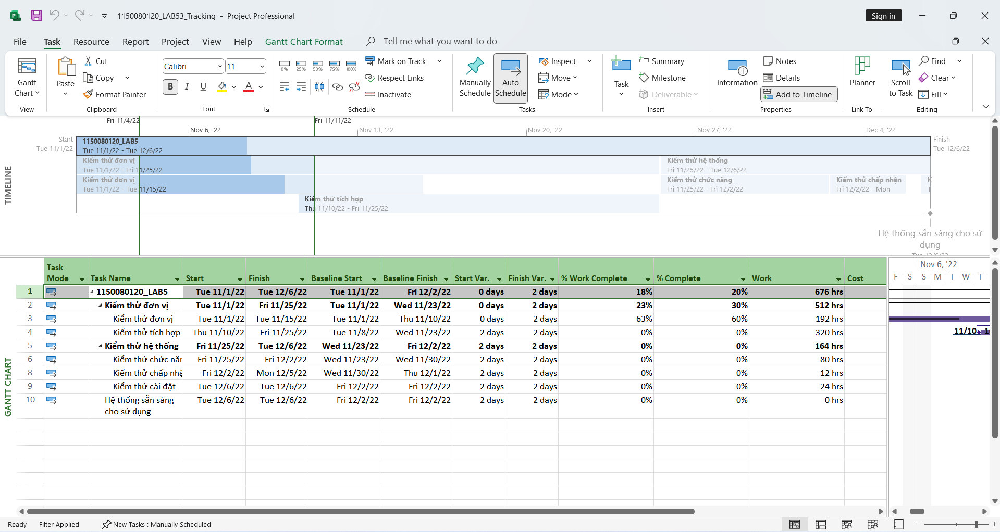 1150080120_LAB53_Tracking - Project Professional
Sign in
File Task Resource Report Project View Help Gantt Chart Format Tell me what you want to do
Gantt Chart
View
Paste
Cut
Copy
Format Painter
Clipboard
Calibri 11
B I U A
Font
0% 25% 50% 75% 100%
Mark on Track
Respect Links
Inactivate
Schedule
Manually Schedule
Auto Schedule
Inspect
Move
Mode
Tasks
Task
Summary
Milestone
Deliverable
Insert
Information
Notes
Details
Add to Timeline
Properties
Planner
Link To
Scroll to Task
Find
Clear
Fill
Editing
TIMELINE
Fri 11/4/22 Fri 11/11/22
Nov 6, '22 Nov 13, '22 Nov 20, '22 Nov 27, '22 Dec 4, '22
Start
Tue 11/1/22
1150080120_LAB5
Tue 11/1/22 - Tue 12/6/22
Finish
Tue 12/6/22
Kiểm thử đơn vị
Tue 11/1/22 - Fri 11/25/22
Kiểm thử hệ thống
Fri 11/25/22 - Tue 12/6/22
Kiểm thử đơn vị
Tue 11/1/22 - Tue 11/15/22
Kiểm thử chức năng
Fri 11/25/22 - Fri 12/2/22
Kiểm thử chấp nhận
Fri 12/2/22 - Mon
K
T
Kiểm thử tích hợp
Thu 11/10/22 - Fri 11/25/22
Hệ thống sẵn sàng cho sử
dụng
Tue 12/6/22
GANTT CHART
Task Mode Task Name Start Finish Baseline Start Baseline Finish Start Var. Finish Var. % Work Complete % Complete Work Cost
1 1150080120_LAB5 Tue 11/1/22 Tue 12/6/22 Tue 11/1/22 Fri 12/2/22 0 days 2 days 18% 20% 676 hrs
2 Kiểm thử đơn vị Tue 11/1/22 Fri 11/25/22 Tue 11/1/22 Wed 11/23/22 0 days 2 days 23% 30% 512 hrs
3 Kiểm thử đơn vị Tue 11/1/22 Tue 11/15/22 Tue 11/1/22 Thu 11/10/22 0 days 2 days 63% 60% 192 hrs
4 Kiểm thử tích hợp Thu 11/10/22 Fri 11/25/22 Tue 11/8/22 Wed 11/23/22 2 days 2 days 0% 0% 320 hrs
5 Kiểm thử hệ thống Fri 11/25/22 Tue 12/6/22 Wed 11/23/22 Fri 12/2/22 2 days 2 days 0% 0% 164 hrs
6 Kiểm thử chức năn Fri 11/25/22 Fri 12/2/22 Wed 11/23/22 Wed 11/30/22 2 days 2 days 0% 0% 80 hrs
8 Kiểm thử chấp nhậ Fri 12/2/22 Mon 12/5/22 Wed 11/30/22 Thu 12/1/22 2 days 2 days 0% 0% 12 hrs
9 Kiểm thử cài đặt Tue 12/6/22 Tue 12/6/22 Fri 12/2/22 Fri 12/2/22 2 days 2 days 0% 0% 24 hrs
10 Hệ thống sẵn sàng Tue 12/6/22 Tue 12/6/22 Fri 12/2/22 Fri 12/2/22 2 days 2 days 0% 0% 0 hrs
cho sử dụng
Nov 6, '22
F S S M T W T
11/10 1
Ready Filter Applied New Tasks : Manually Scheduled